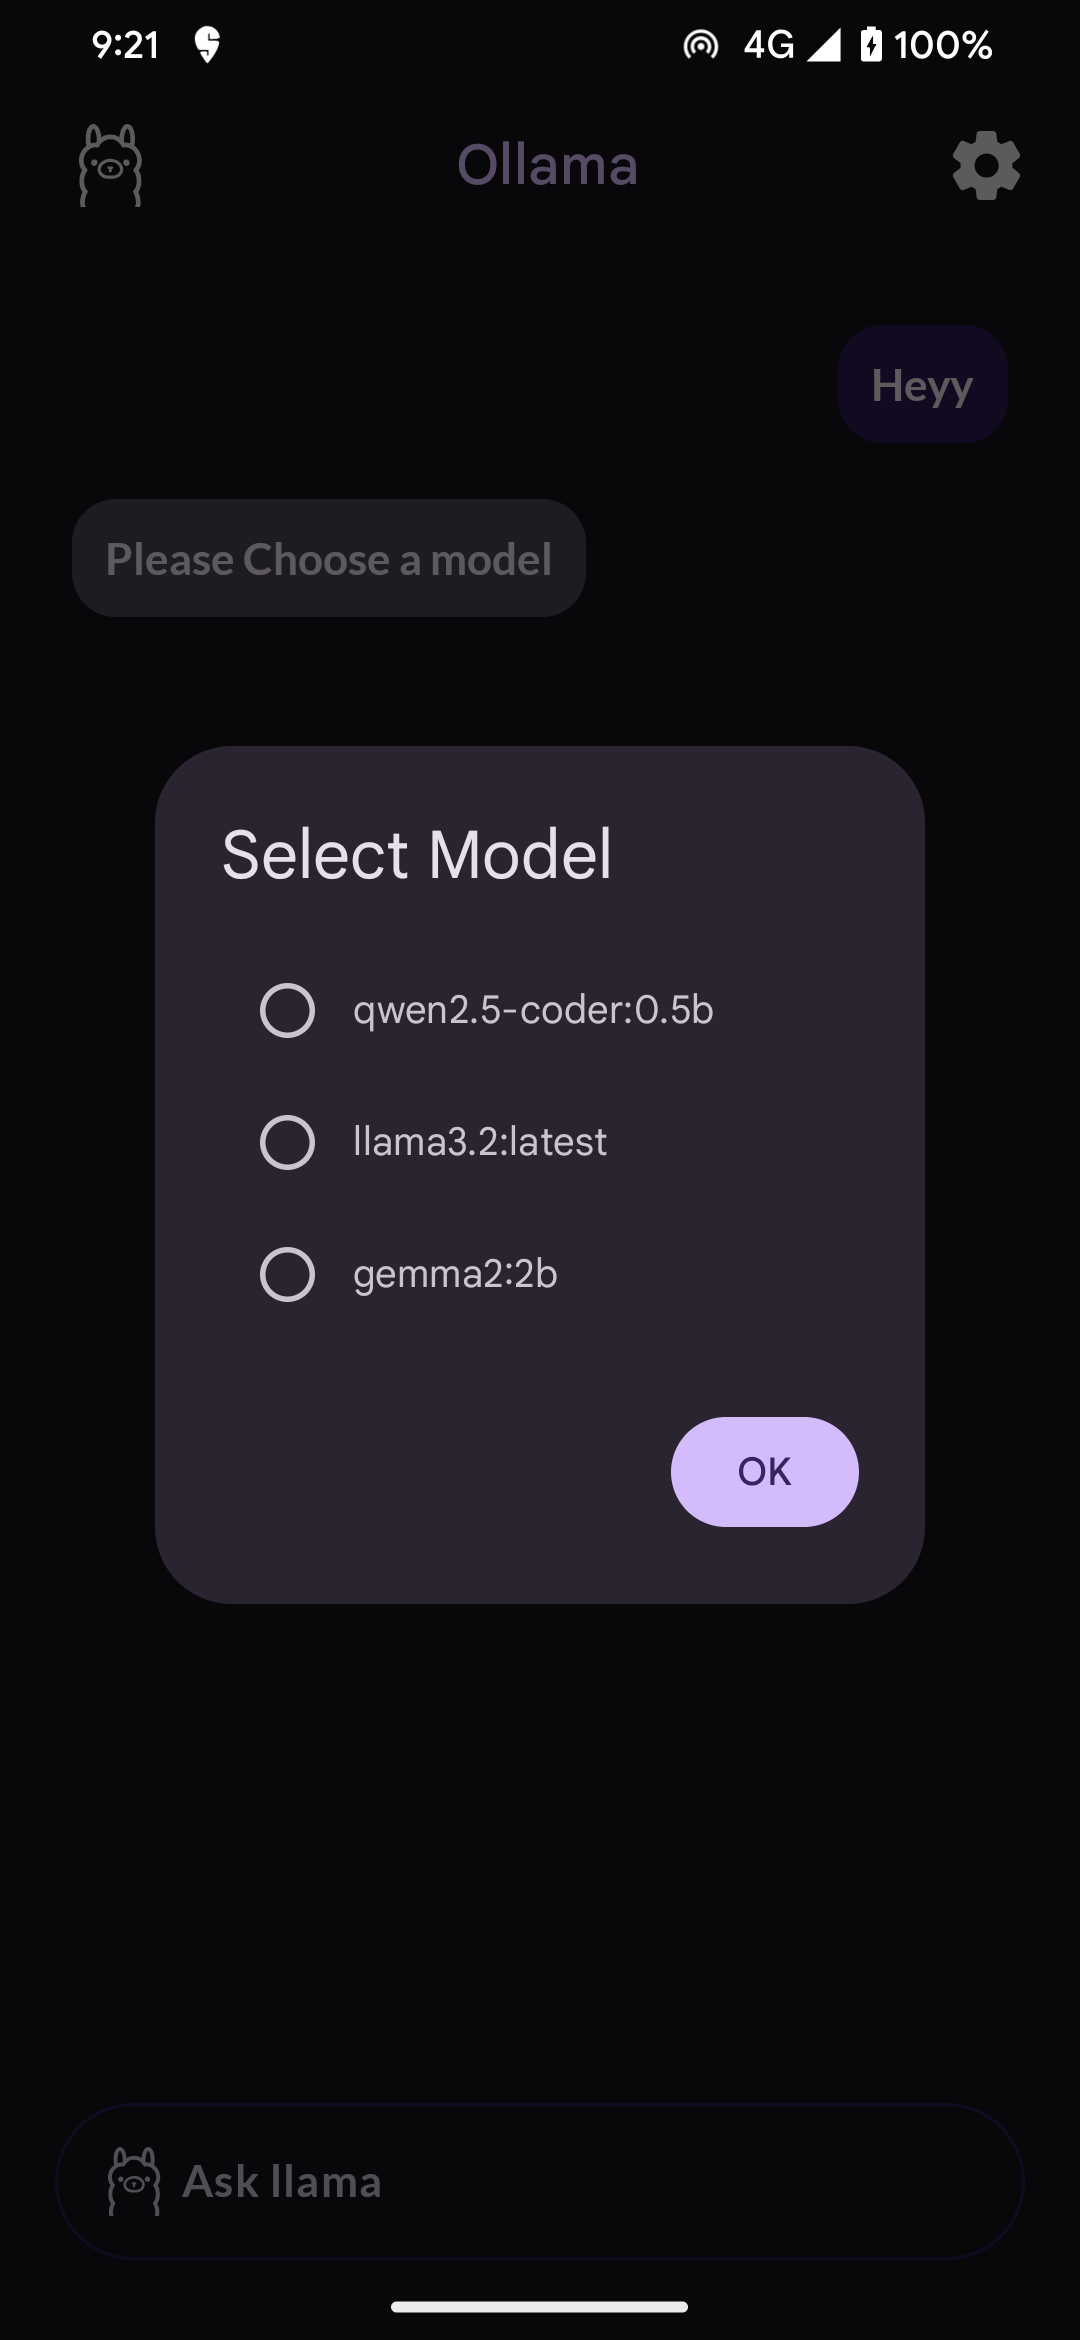 9:21 4G 100%
Ollama
Heyy
Please Choose a model
Select Model
qwen2.5-coder:0.5b
llama3.2:latest
gemma2:2b
OK
Ask llama